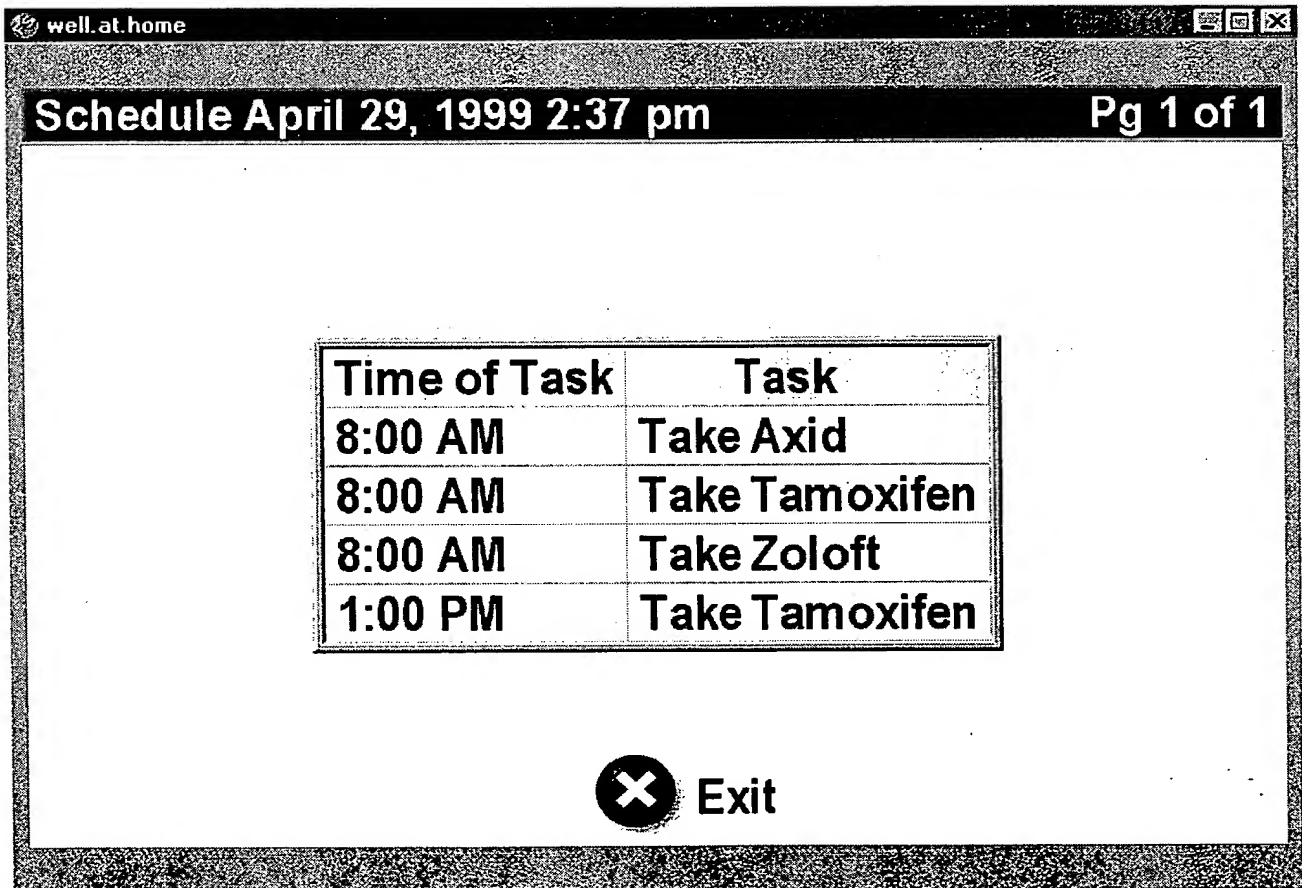 well.at.home
Schedule April 29, 1999 2:37 pm Pg 1 of 1
Time of Task Task
8:00 AM Take Axid
8:00 AM Take Tamoxifen
8:00 AM Take Zoloft
1:00 PM Take Tamoxifen
Exit